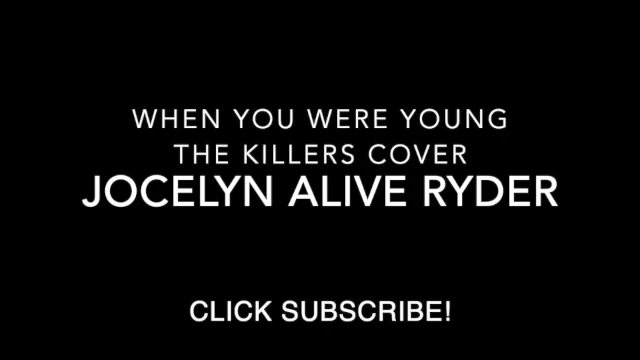 WHEN YOU WERE YOUNG
THE KILLERS COVER
JOCELYN ALIVE RYDER
CLICK SUBSCRIBE!